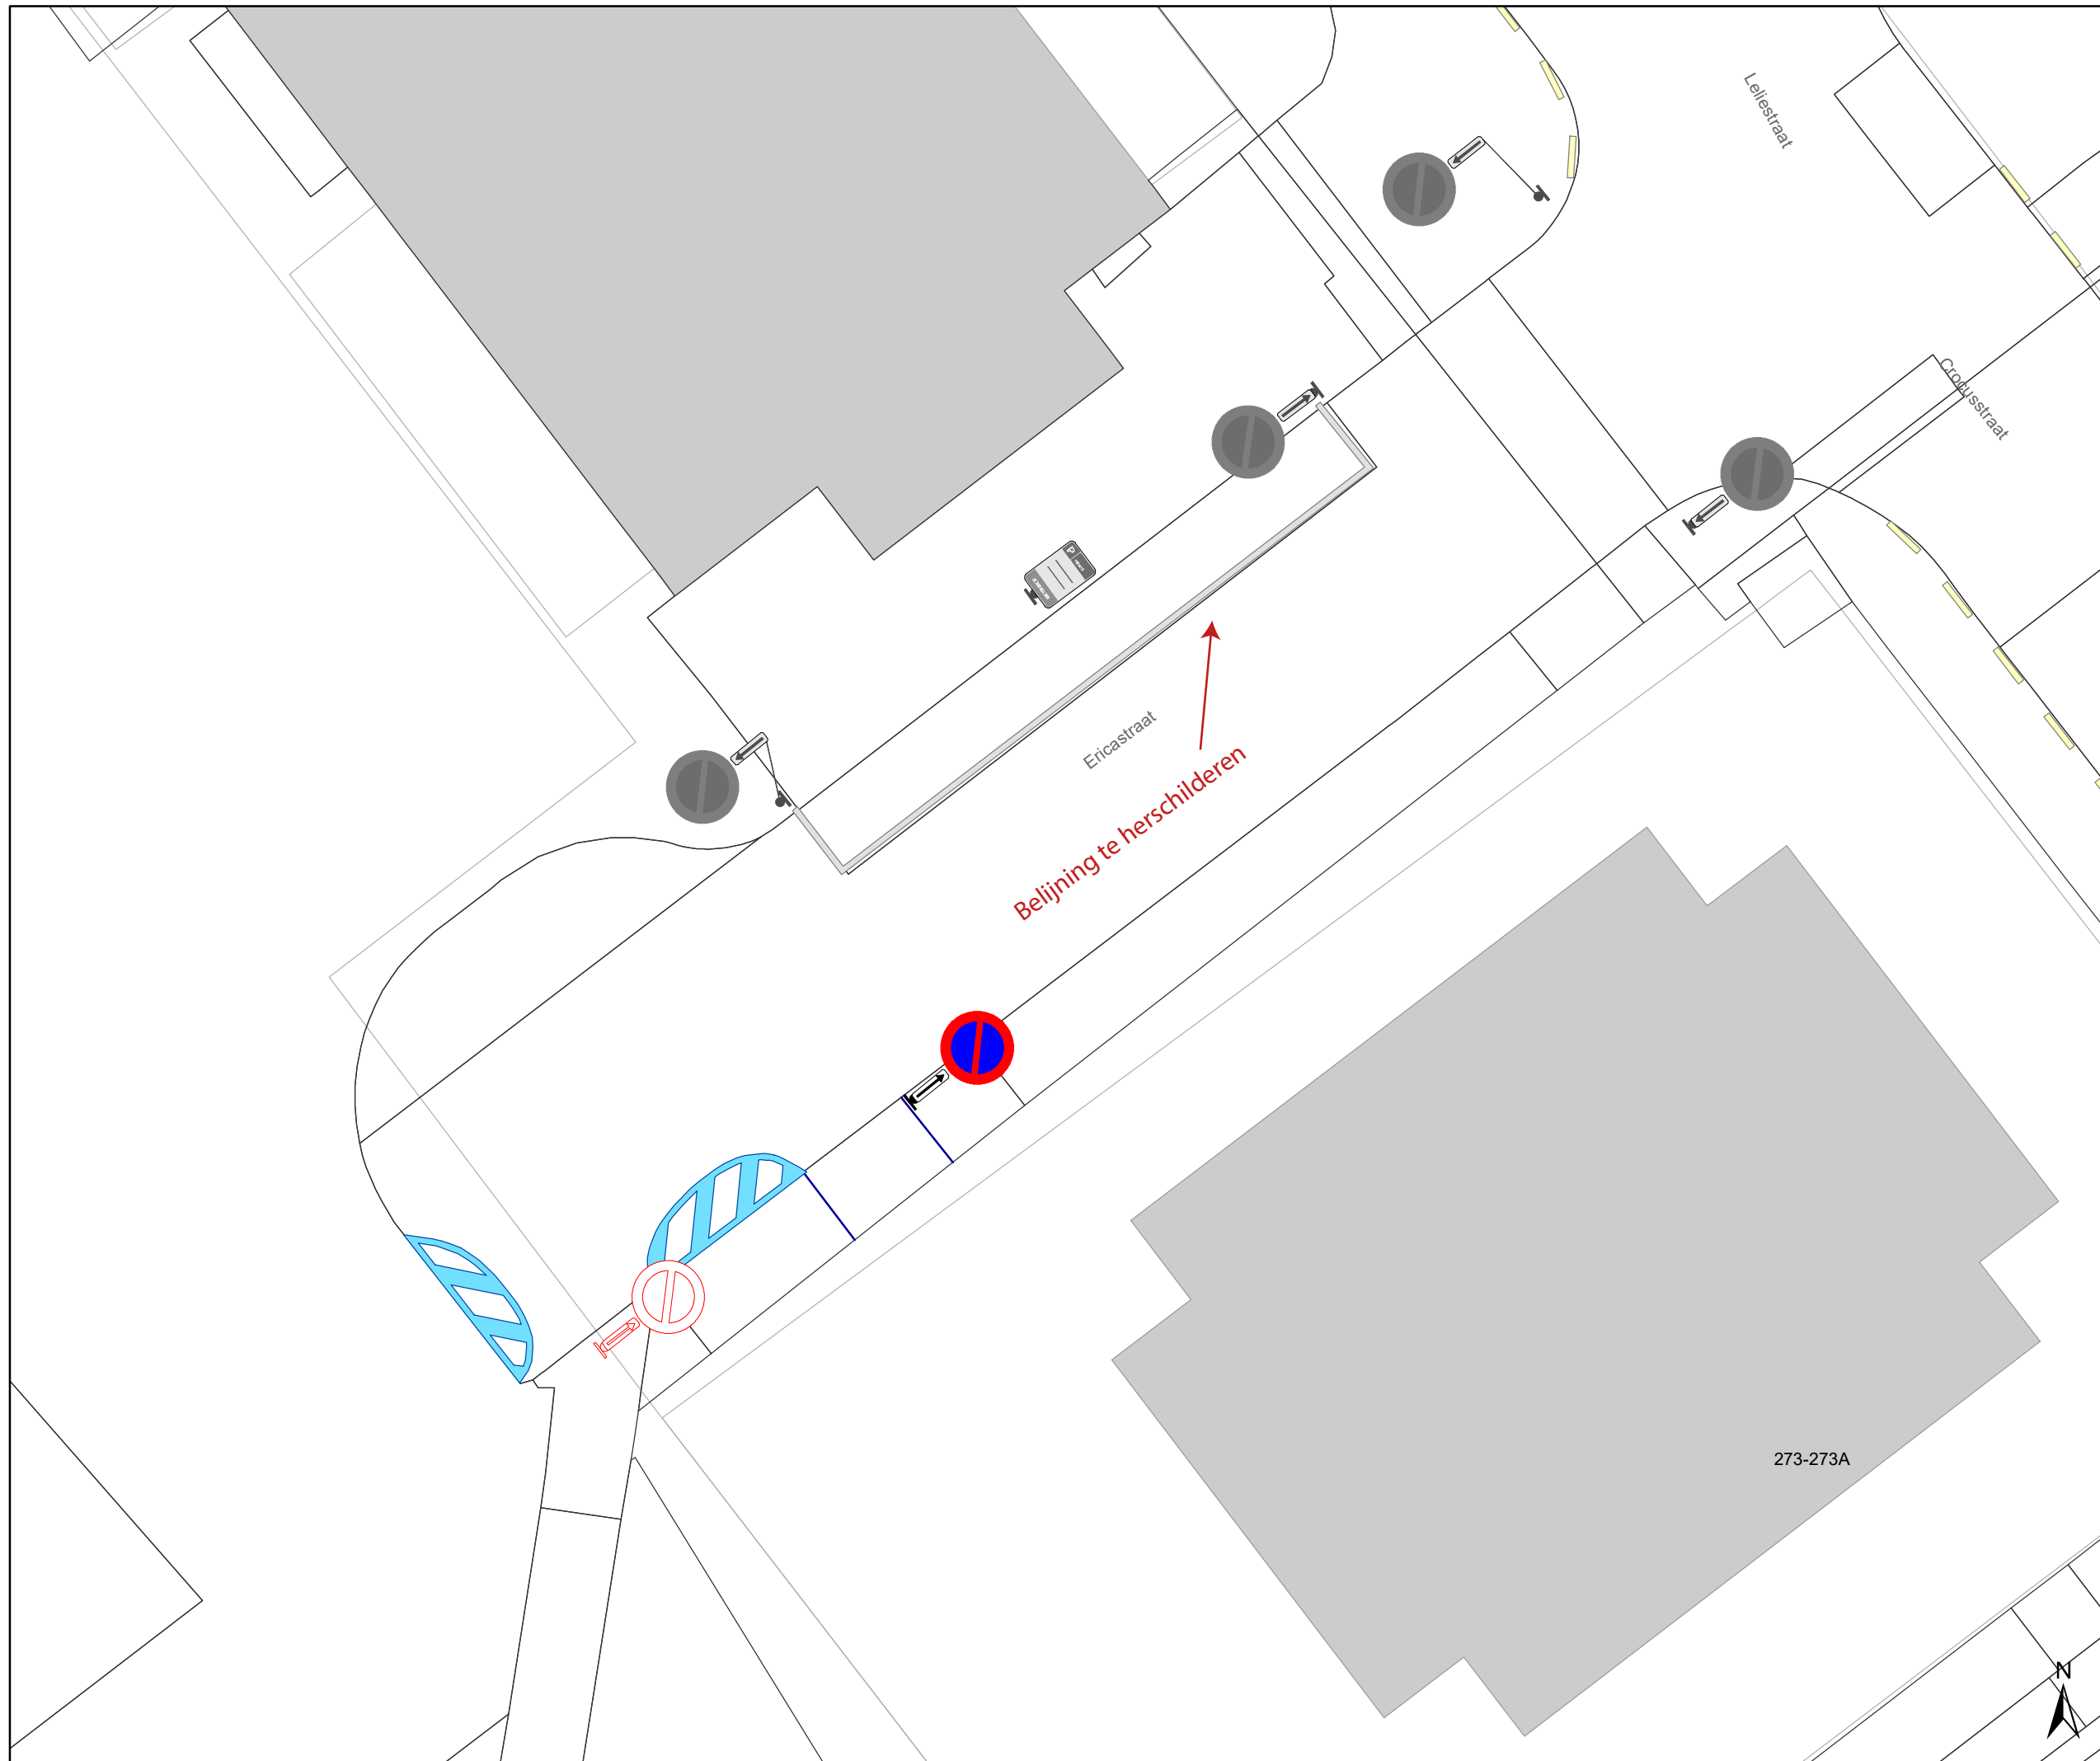 Leliestraat
Crocusstraat
P
Ericastraat
Belijning te herschilderen
273-273A
N